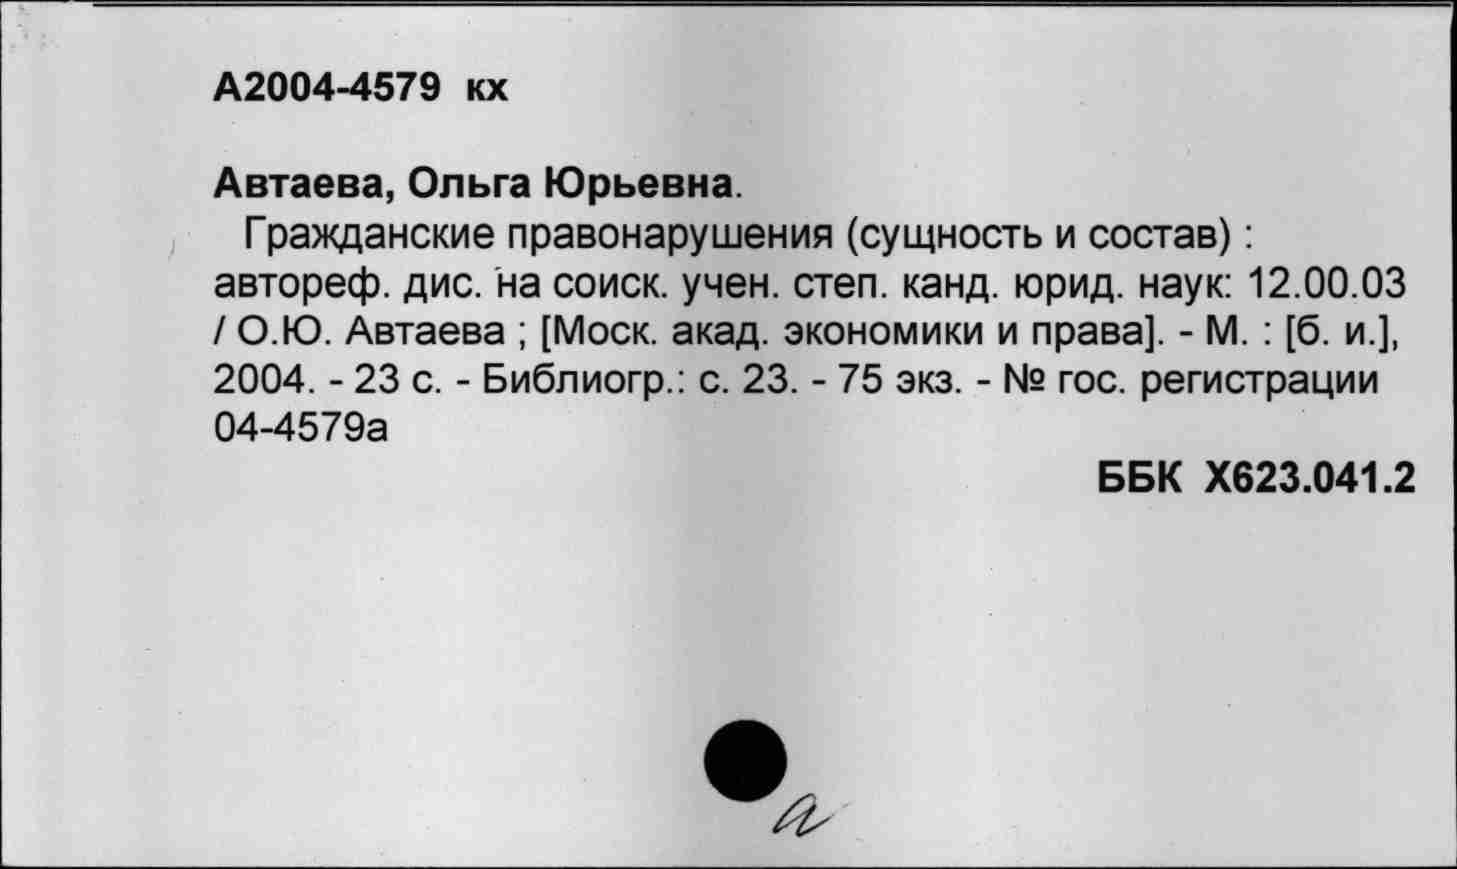 А2004-4579 кх
Автаева, Ольга Юрьевна.
Гражданские правонарушения (сущность и состав) :
автореф. дис. на соиск. учен. степ. канд. юрид. наук: 12.00.03
/ О.Ю. Автаева ; [Моск. акад. экономики и права]. - М. : [б. и.],
2004. - 23 с. - Библиогр.: с. 23. - 75 экз. - № гос. регистрации
04-4579а
ББК Х623.041.2
а